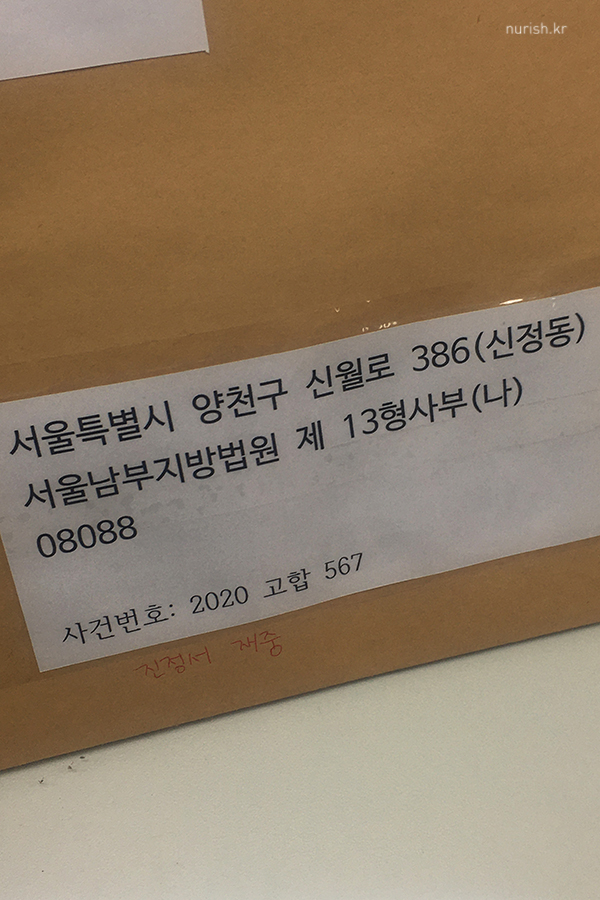 nurish.kr
서울특별시 양천구 신월로 386(신정동)
서울남부지방법원 제 13형사부(나)
08088
사건번호: 2020 고합 567
진정서 재중